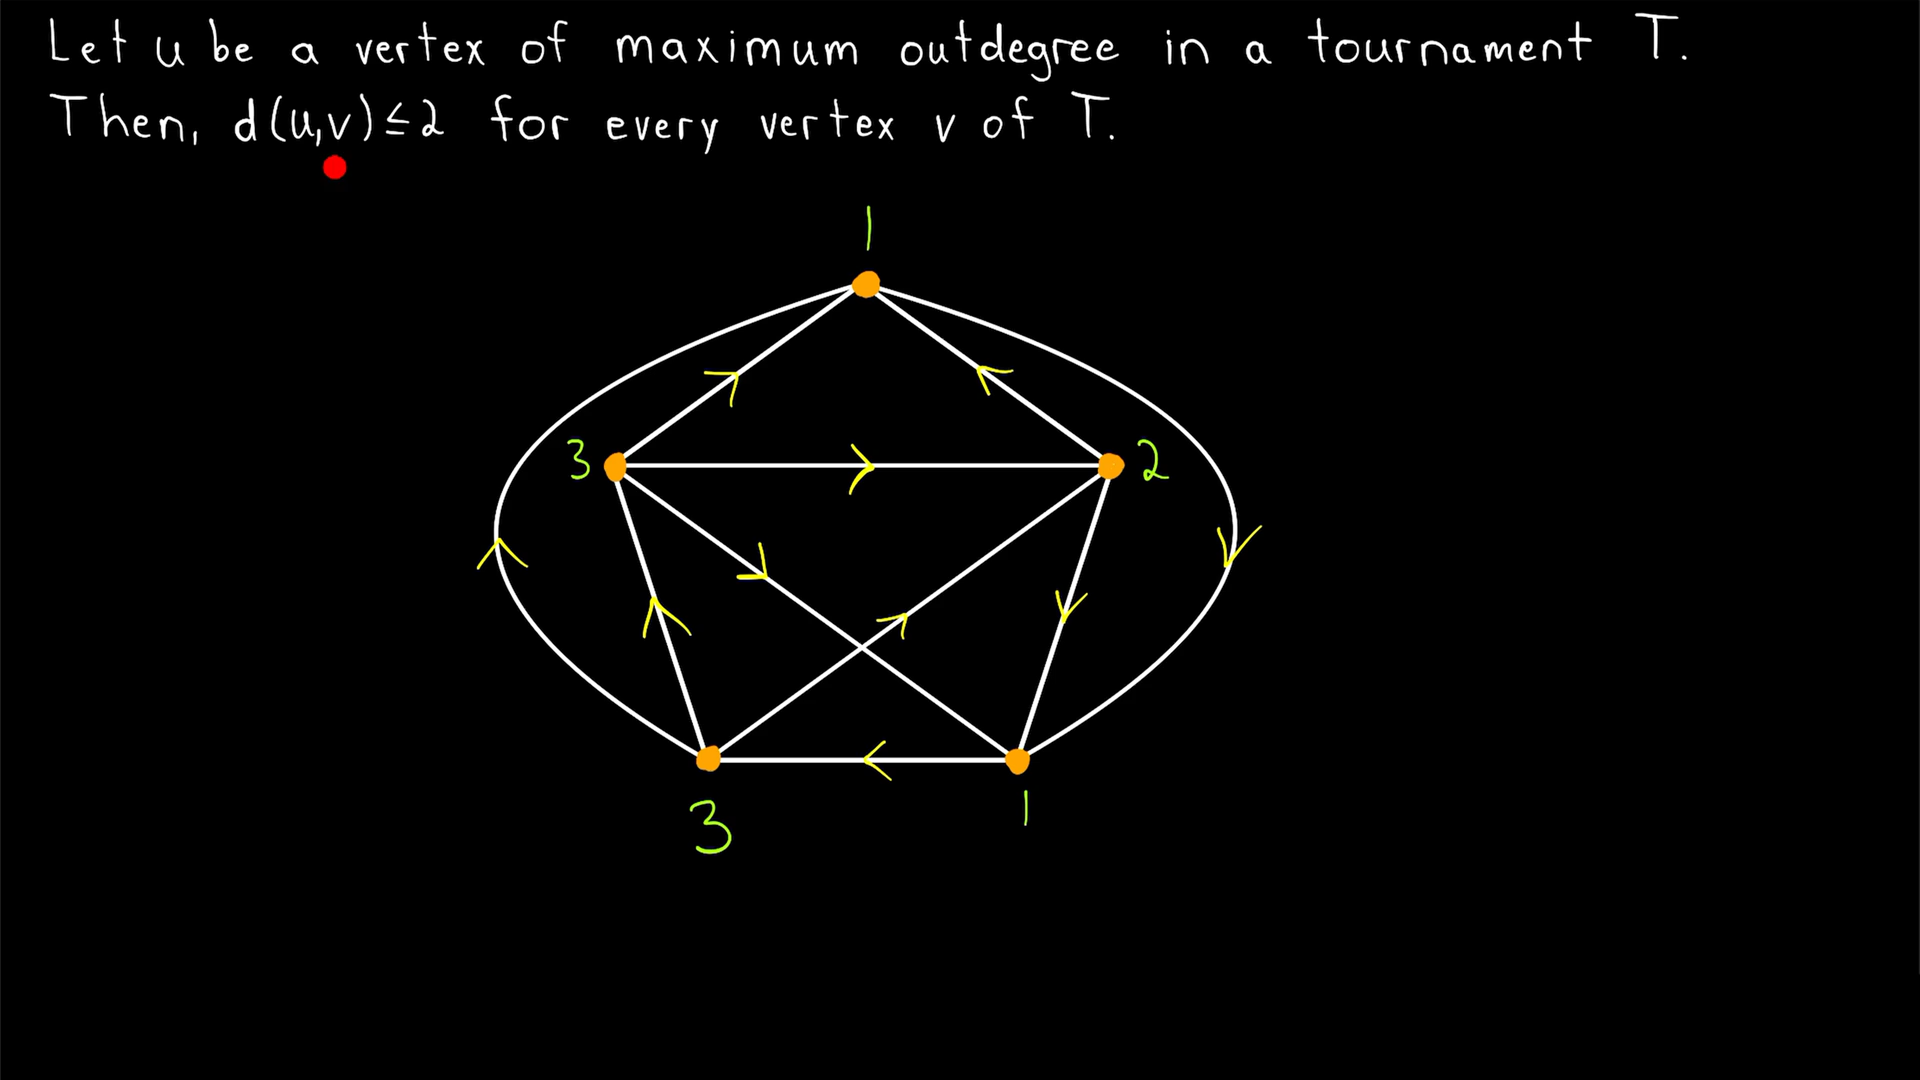 Let u be a vertex of maximum outdegree in a tournament T.
Then, d(u,v)≤2 for every vertex v of T.
1
3
2
3
1